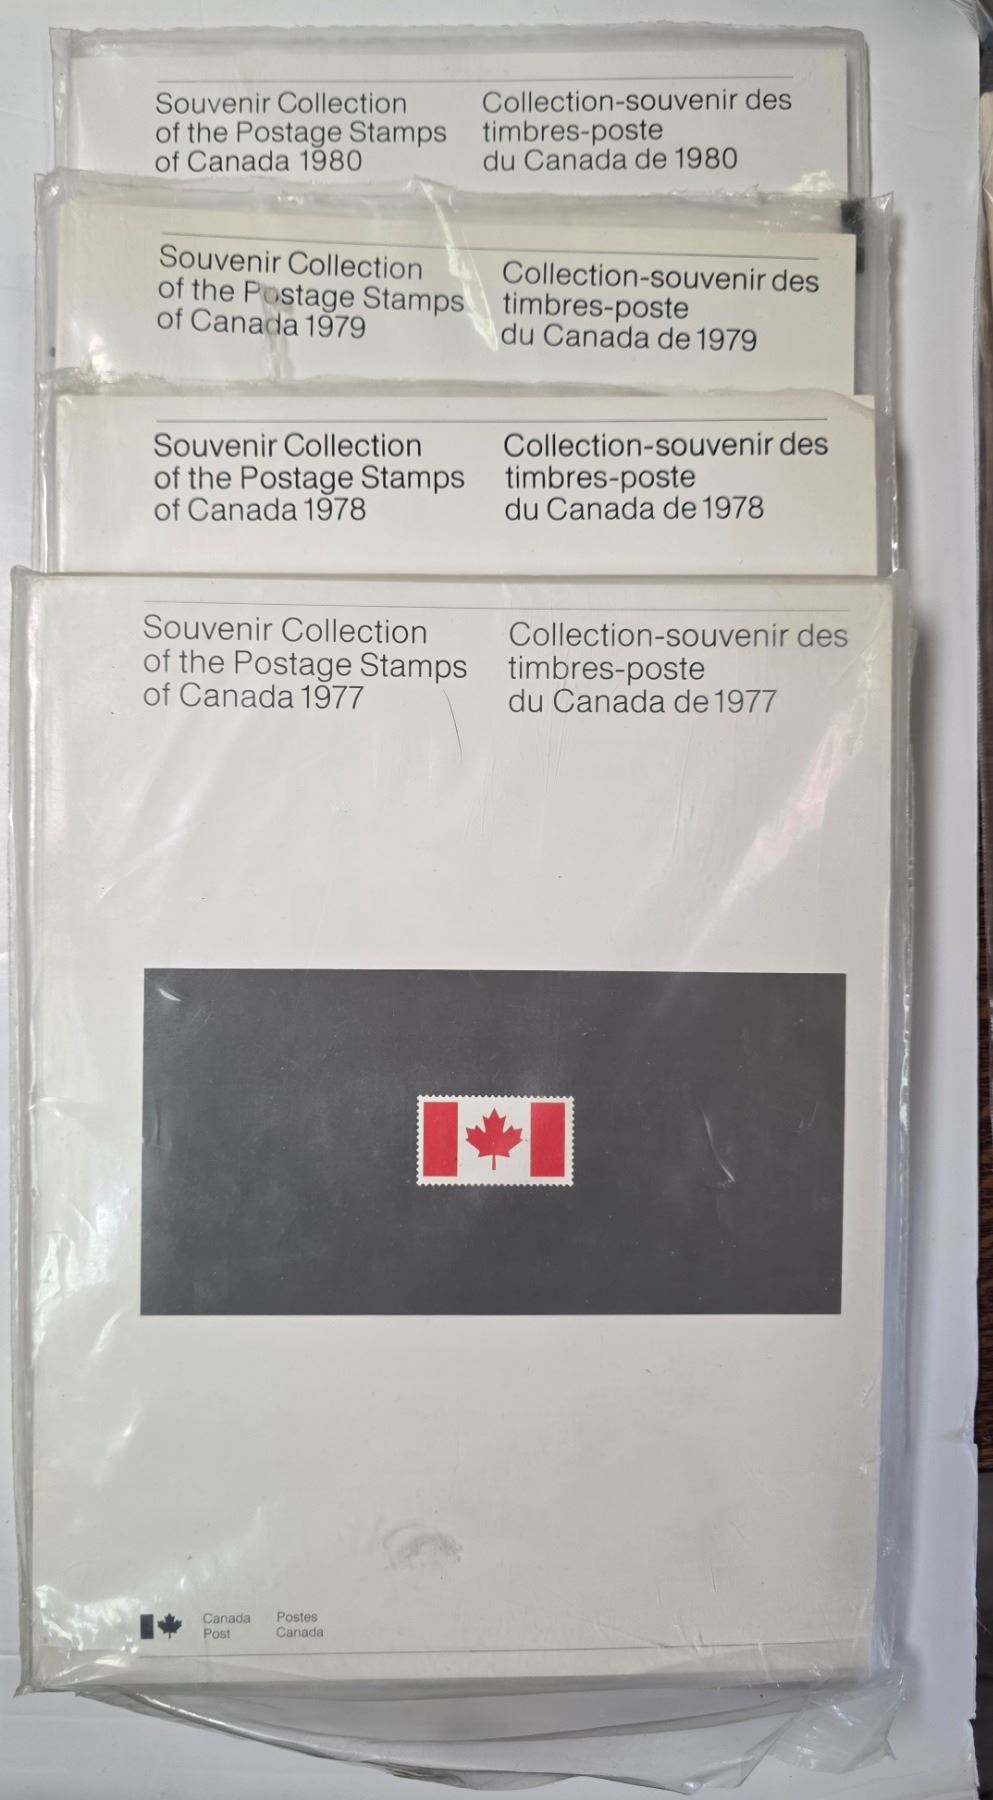 Souvenir Collection
of the Postage Stamps
of Canada 1980
Collection-souvenir des
timbres-poste
du Canada de 1980
Souvenir Collection
of the Postage Stamps
of Canada 1979
Collection-souvenir des
timbres-poste
du Canada de 1979
Souvenir Collection
of the Postage Stamps
of Canada 1978
Collection-souvenir des
timbres-poste
du Canada de 1978
Souvenir Collection
of the Postage Stamps
of Canada 1977
Collection-souvenir des
timbres-poste
du Canada de 1977
Canada
Post
Postes
Canada